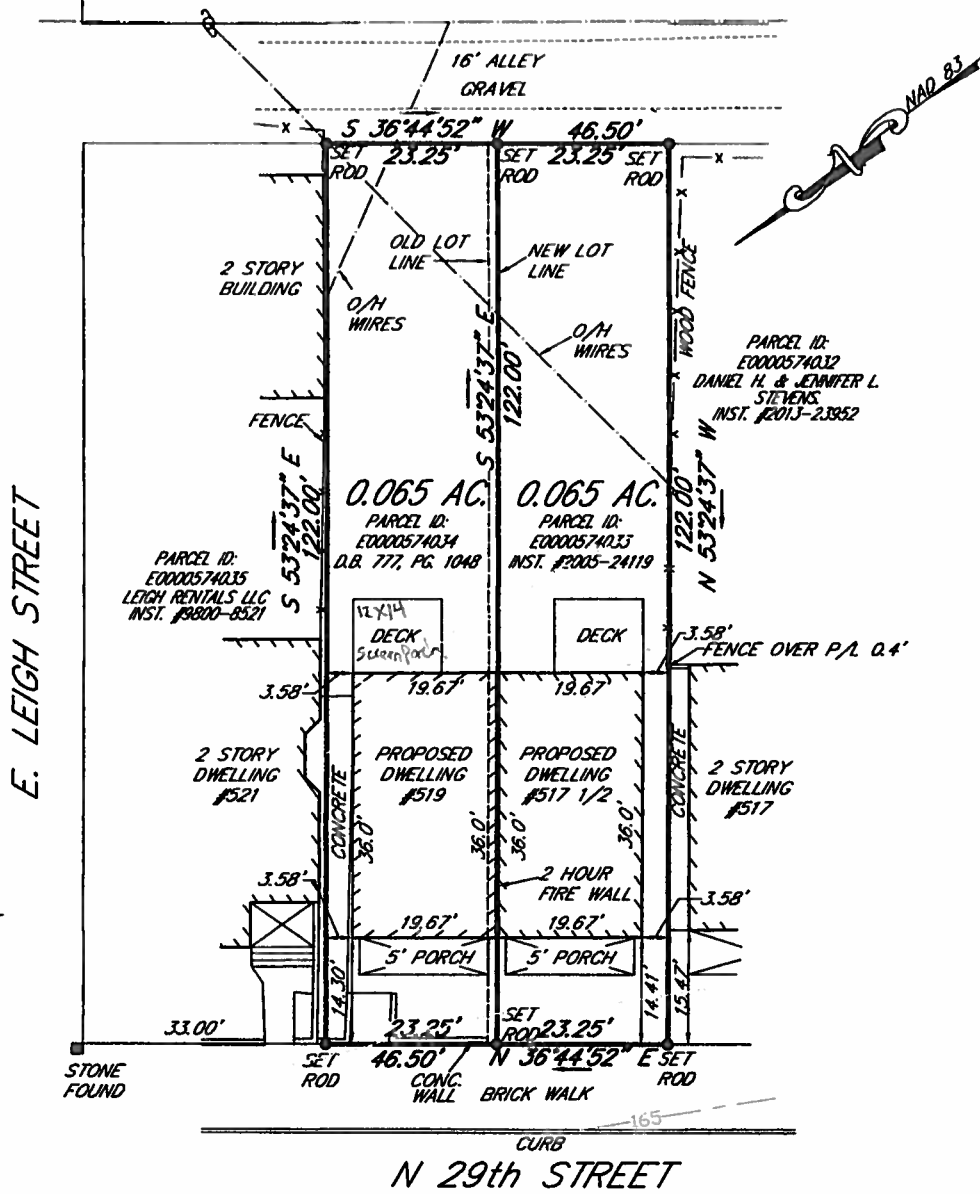 16' ALLEY
GRAVEL
NAD 83
S 36°44'52" W
46.50'
23.25'
23.25'
SET
ROD
SET
ROD
SET
ROD
OLD LOT
LINE
NEW LOT
LINE
2 STORY
BUILDING
O/H
WIRES
O/H
WIRES
WOOD FENCE
PARCEL ID:
E0000574032
DANIEL H. & JENNIFER L.
STEVENS
INST. #2013-23952
FENCE
S 53°24'37" E
122.00'
S 53°24'37" E
122.00'
122.00'
N 53°24'37" W
0.065 AC.
PARCEL ID:
E0000574034
D.B. 777, PG. 1048
0.065 AC.
PARCEL ID:
E0000574033
INST. #2005-24119
PARCEL ID:
E0000574035
LEIGH RENTALS LLC
INST. #9800-8521
E. LEIGH STREET
12x14
DECK
Screen Porch
DECK
3.58'
FENCE OVER P/L 0.4'
3.58'
19.67'
19.67'
2 STORY
DWELLING
#521
CONCRETE
36.0'
PROPOSED
DWELLING
#519
36.0'
36.0'
PROPOSED
DWELLING
#517 1/2
36.0'
CONCRETE
2 STORY
DWELLING
#517
2 HOUR
FIRE WALL
3.58'
3.58'
19.67'
19.67'
5' PORCH
5' PORCH
14.30'
14.41'
15.47'
33.00'
23.25'
SET
ROD
23.25'
STONE
FOUND
SET
ROD
46.50'
N 36°44'52" E
SET
ROD
CONC.
WALL
BRICK WALK
165
CURB
N 29th STREET